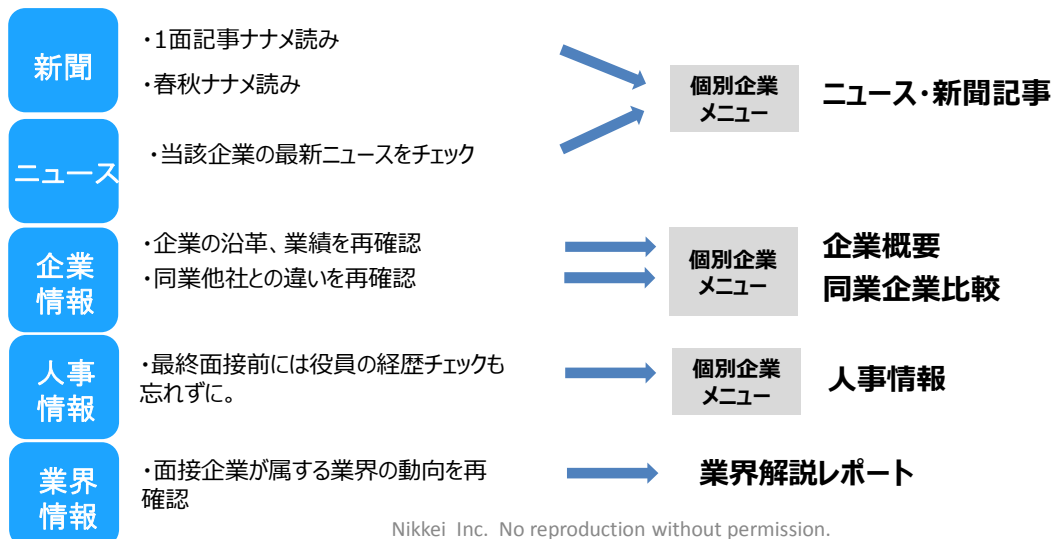 新聞
・1面記事ナナメ読み
・春秋ナナメ読み
個別企業
メニュー
ニュース・新聞記事
ニュース
・当該企業の最新ニュースをチェック
企業
情報
・企業の沿革、業績を再確認
・同業他社との違いを再確認
個別企業
メニュー
企業概要
同業企業比較
人事
情報
・最終面接前には役員の経歴チェックも
忘れずに。
個別企業
メニュー
人事情報
業界
情報
・面接企業が属する業界の動向を再
確認
業界解説レポート
Nikkei Inc. No reproduction without permission.